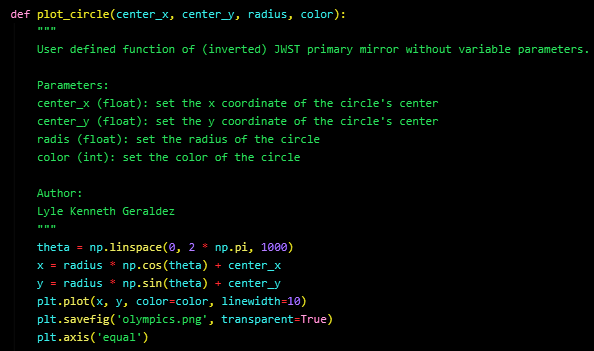 def plot_circle(center_x, center_y, radius, color):
"""
User defined function of (inverted) JWST primary mirror without variable parameters.
Parameters:
center_x (float): set the x coordinate of the circle's center
center_y (float): set the y coordinate of the circle's center
radis (float): set the radius of the circle
color (int): set the color of the circle
Author:
Lyle Kenneth Geraldez
"""
theta = np.linspace(0, 2 * np.pi, 1000)
x = radius * np.cos(theta) + center_x
y = radius * np.sin(theta) + center_y
plt.plot(x, y, color=color, linewidth=10)
plt.savefig('olympics.png', transparent=True)
plt.axis('equal')